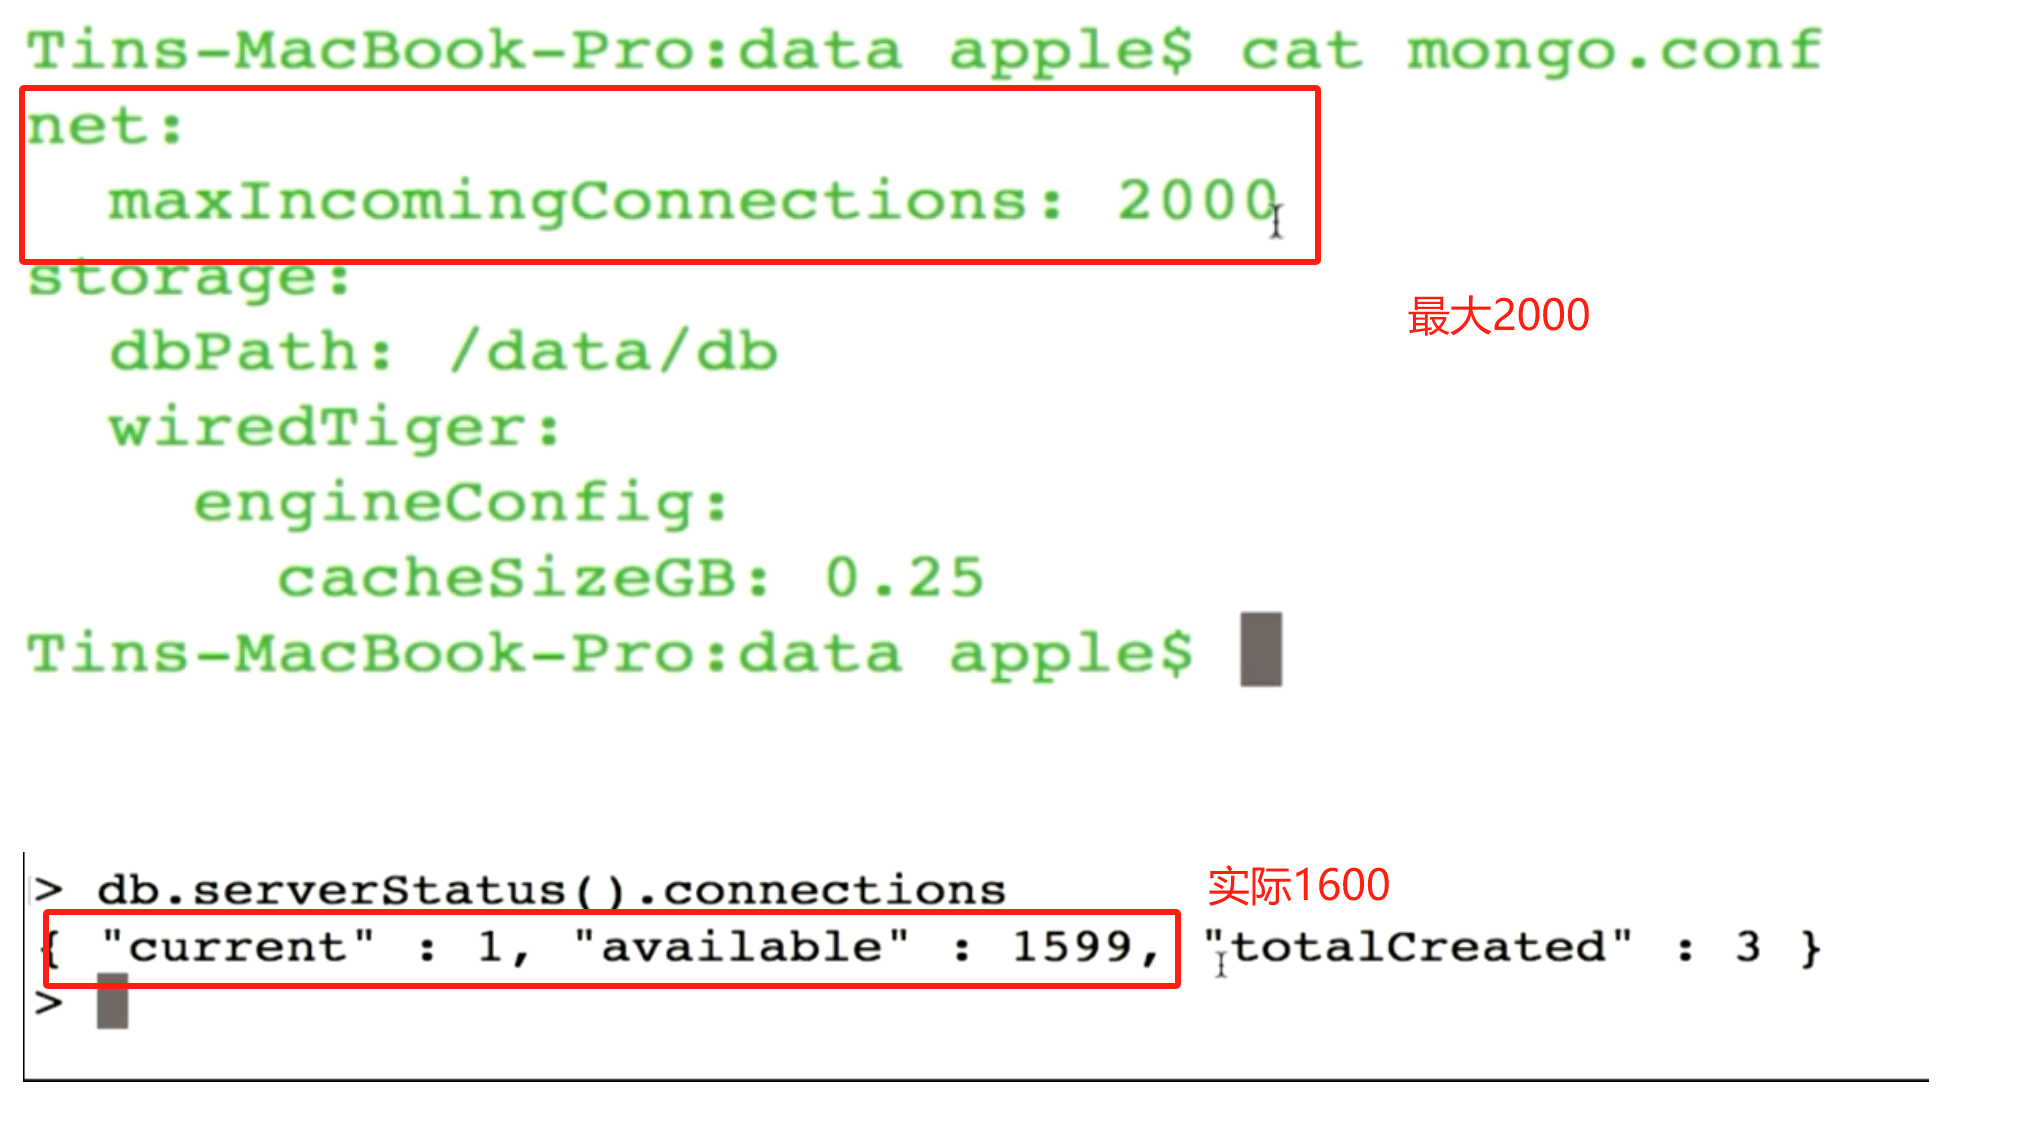 Tins-MacBook-Pro:data apple$ cat mongo.conf
net:
  maxIncomingConnections: 2000
storage:
最大2000
  dbPath: /data/db
  wiredTiger:
    engineConfig:
      cacheSizeGB: 0.25
Tins-MacBook-Pro:data apple$
> db.serverStatus().connections
实际1600
{ "current" : 1, "available" : 1599, "totalCreated" : 3 }
>